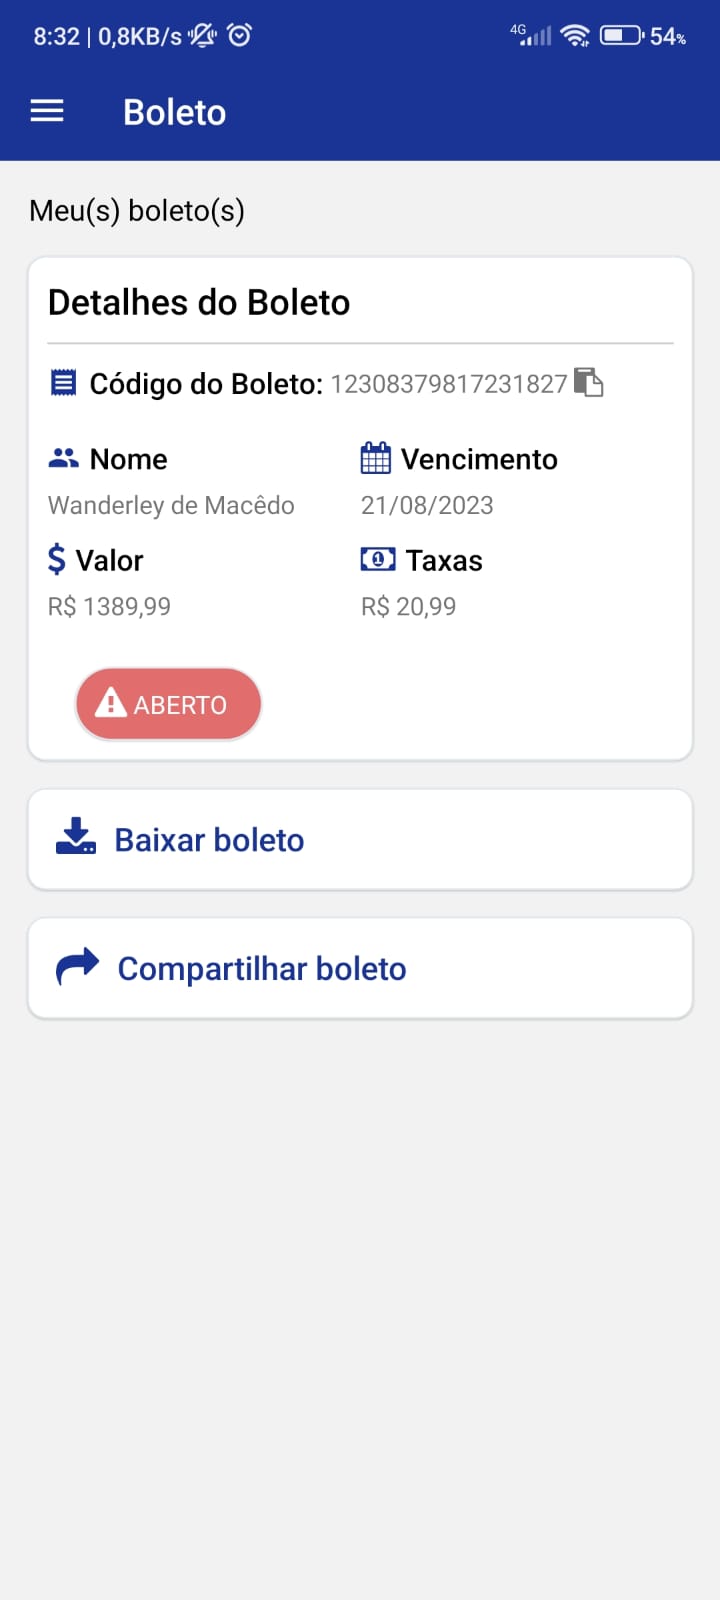 8:32 | 0,8KB/s 4G 54%
Boleto
Meu(s) boleto(s)
Detalhes do Boleto
Código do Boleto: 12308379817231827
Nome Vencimento
Wanderley de Macêdo 21/08/2023
$ Valor 1 Taxas
R$ 1389,99 R$ 20,99
ABERTO
Baixar boleto
Compartilhar boleto